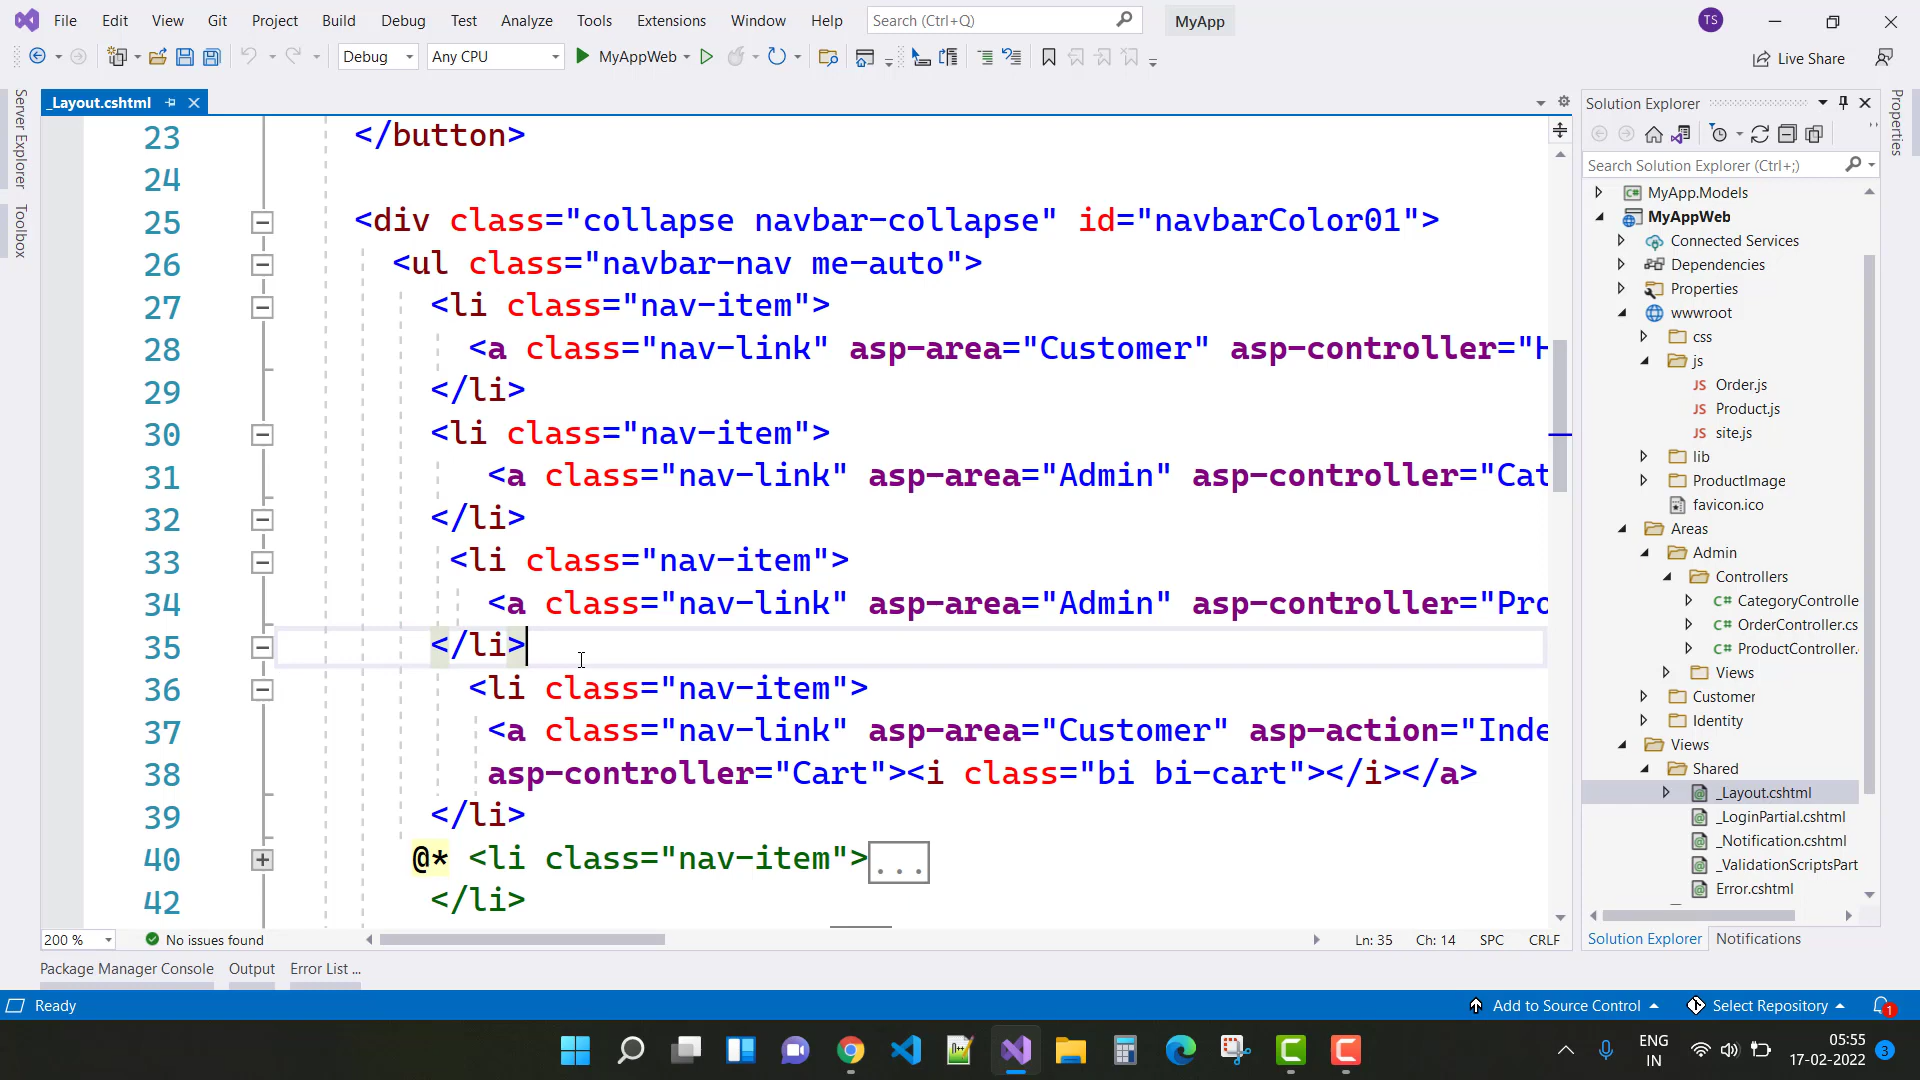 File Edit View Git Project Build Debug Test Analyze Tools Extensions Window Help Search (Ctrl+Q) MyApp TS
Debug Any CPU MyAppWeb Live Share
Server Explorer
Toolbox
_Layout.cshtml
23 </button>
24
25 <div class="collapse navbar-collapse" id="navbarColor01">
26 <ul class="navbar-nav me-auto">
27 <li class="nav-item">
28 <a class="nav-link" asp-area="Customer" asp-controller="H
29 </li>
30 <li class="nav-item">
31 <a class="nav-link" asp-area="Admin" asp-controller="Cat
32 </li>
33 <li class="nav-item">
34 <a class="nav-link" asp-area="Admin" asp-controller="Pro
35 </li>
36 <li class="nav-item">
37 <a class="nav-link" asp-area="Customer" asp-action="Inde
38 asp-controller="Cart"><i class="bi bi-cart"></i></a>
39 </li>
40 @* <li class="nav-item">...
42 </li>
200 % No issues found Ln: 35 Ch: 14 SPC CRLF
Solution Explorer
Search Solution Explorer (Ctrl+;)
MyApp.Models
MyAppWeb
Connected Services
Dependencies
Properties
wwwroot
css
js
JS Order.js
JS Product.js
JS site.js
lib
ProductImage
favicon.ico
Areas
Admin
Controllers
C# CategoryControlle
C# OrderController.cs
C# ProductController.
Views
Customer
Identity
Views
Shared
_Layout.cshtml
_LoginPartial.cshtml
_Notification.cshtml
_ValidationScriptsPart
Error.cshtml
Solution Explorer Notifications
Properties
Package Manager Console Output Error List ...
Ready Add to Source Control Select Repository 1
ENG
IN
05:55
17-02-2022 3